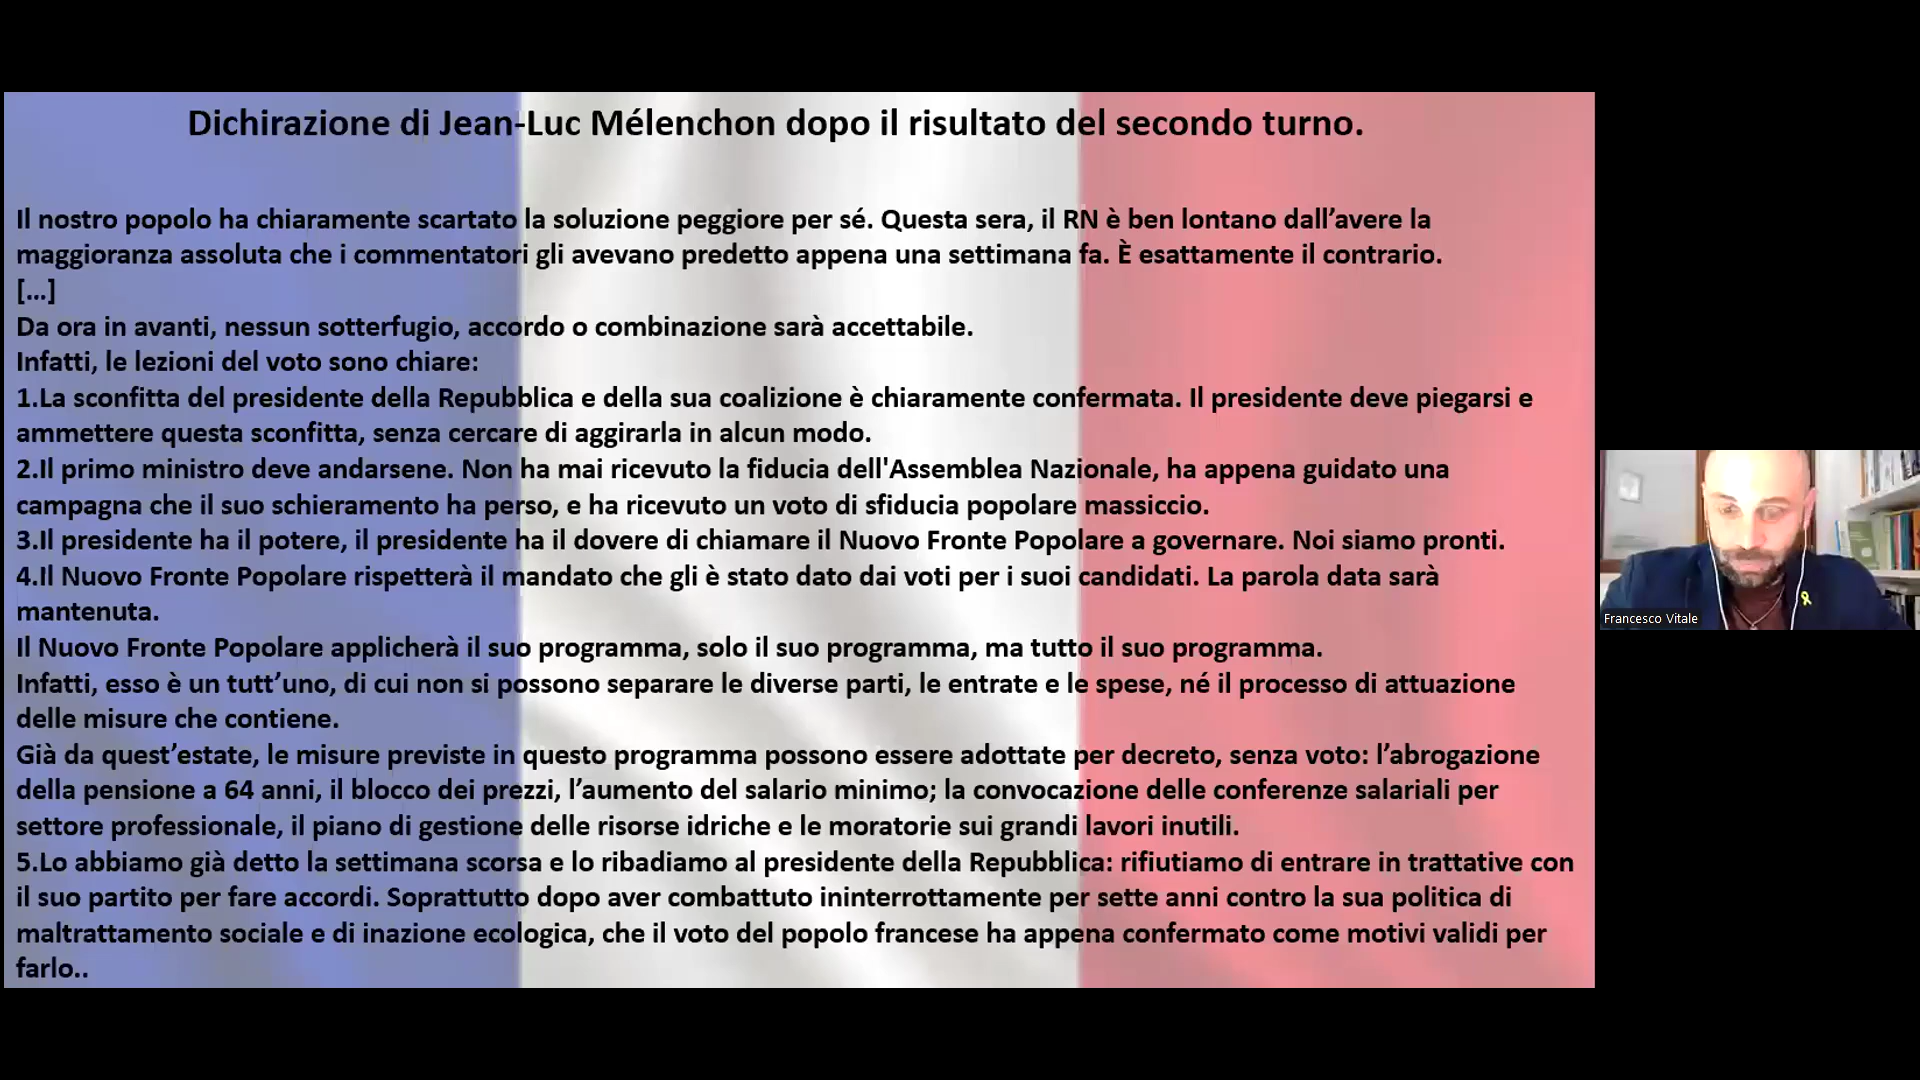 Dichirazione di Jean-Luc Mélenchon dopo il risultato del secondo turno.
Il nostro popolo ha chiaramente scartato la soluzione peggiore per sé. Questa sera, il RN è ben lontano dall’avere la
maggioranza assoluta che i commentatori gli avevano predetto appena una settimana fa. È esattamente il contrario.
[...]
Da ora in avanti, nessun sotterfugio, accordo o combinazione sarà accettabile.
Infatti, le lezioni del voto sono chiare:
1.La sconfitta del presidente della Repubblica e della sua coalizione è chiaramente confermata. Il presidente deve piegarsi e
ammettere questa sconfitta, senza cercare di aggirarla in alcun modo.
2.Il primo ministro deve andarsene. Non ha mai ricevuto la fiducia dell'Assemblea Nazionale, ha appena guidato una
campagna che il suo schieramento ha perso, e ha ricevuto un voto di sfiducia popolare massiccio.
3.Il presidente ha il potere, il presidente ha il dovere di chiamare il Nuovo Fronte Popolare a governare. Noi siamo pronti.
4.Il Nuovo Fronte Popolare rispetterà il mandato che gli è stato dato dai voti per i suoi candidati. La parola data sarà
mantenuta.
Il Nuovo Fronte Popolare applicherà il suo programma, solo il suo programma, ma tutto il suo programma.
Infatti, esso è un tutt’uno, di cui non si possono separare le diverse parti, le entrate e le spese, né il processo di attuazione
delle misure che contiene.
Già da quest’estate, le misure previste in questo programma possono essere adottate per decreto, senza voto: l’abrogazione
della pensione a 64 anni, il blocco dei prezzi, l’aumento del salario minimo; la convocazione delle conferenze salariali per
settore professionale, il piano di gestione delle risorse idriche e le moratorie sui grandi lavori inutili.
5.Lo abbiamo già detto la settimana scorsa e lo ribadiamo al presidente della Repubblica: rifiutiamo di entrare in trattative con
il suo partito per fare accordi. Soprattutto dopo aver combattuto ininterrottamente per sette anni contro la sua politica di
maltrattamento sociale e di inazione ecologica, che il voto del popolo francese ha appena confermato come motivi validi per
farlo..
Francesco Vitale